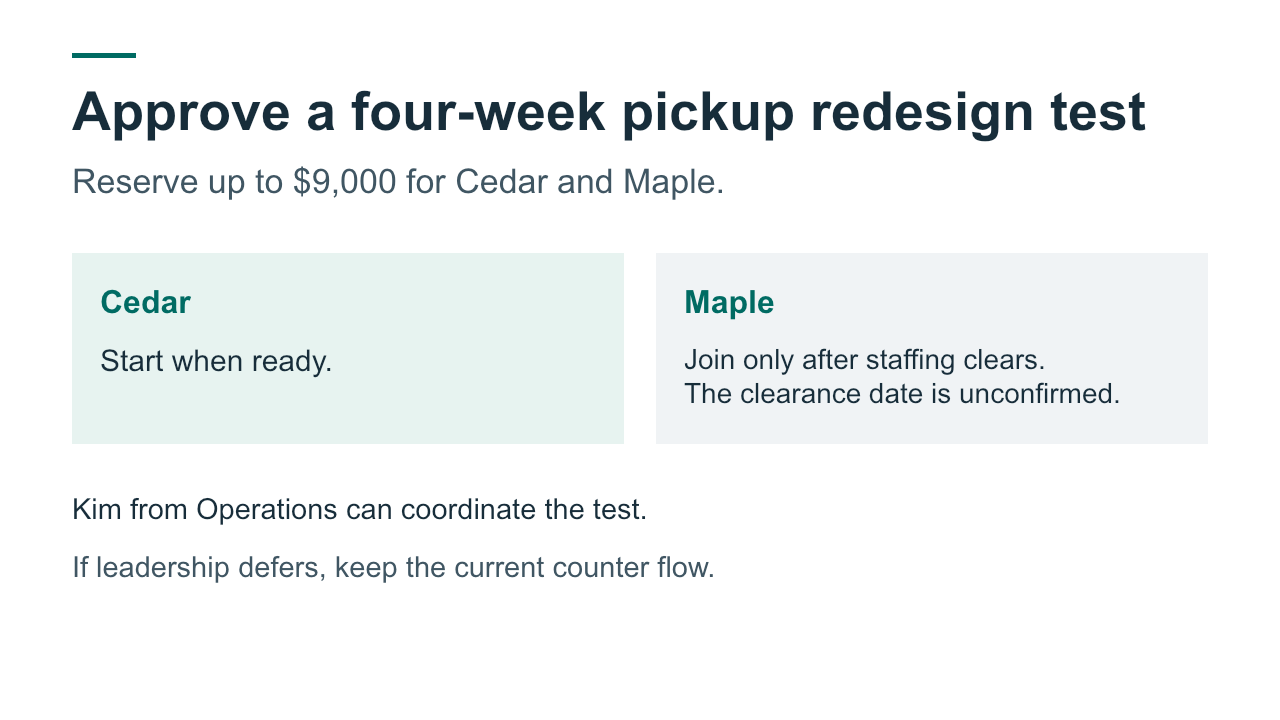 Approve a four-week pickup redesign test
Reserve up to $9,000 for Cedar and Maple.
Cedar
Start when ready.
Maple
Join only after staffing clears.
The clearance date is unconfirmed.
Kim from Operations can coordinate the test.
If leadership defers, keep the current counter flow.